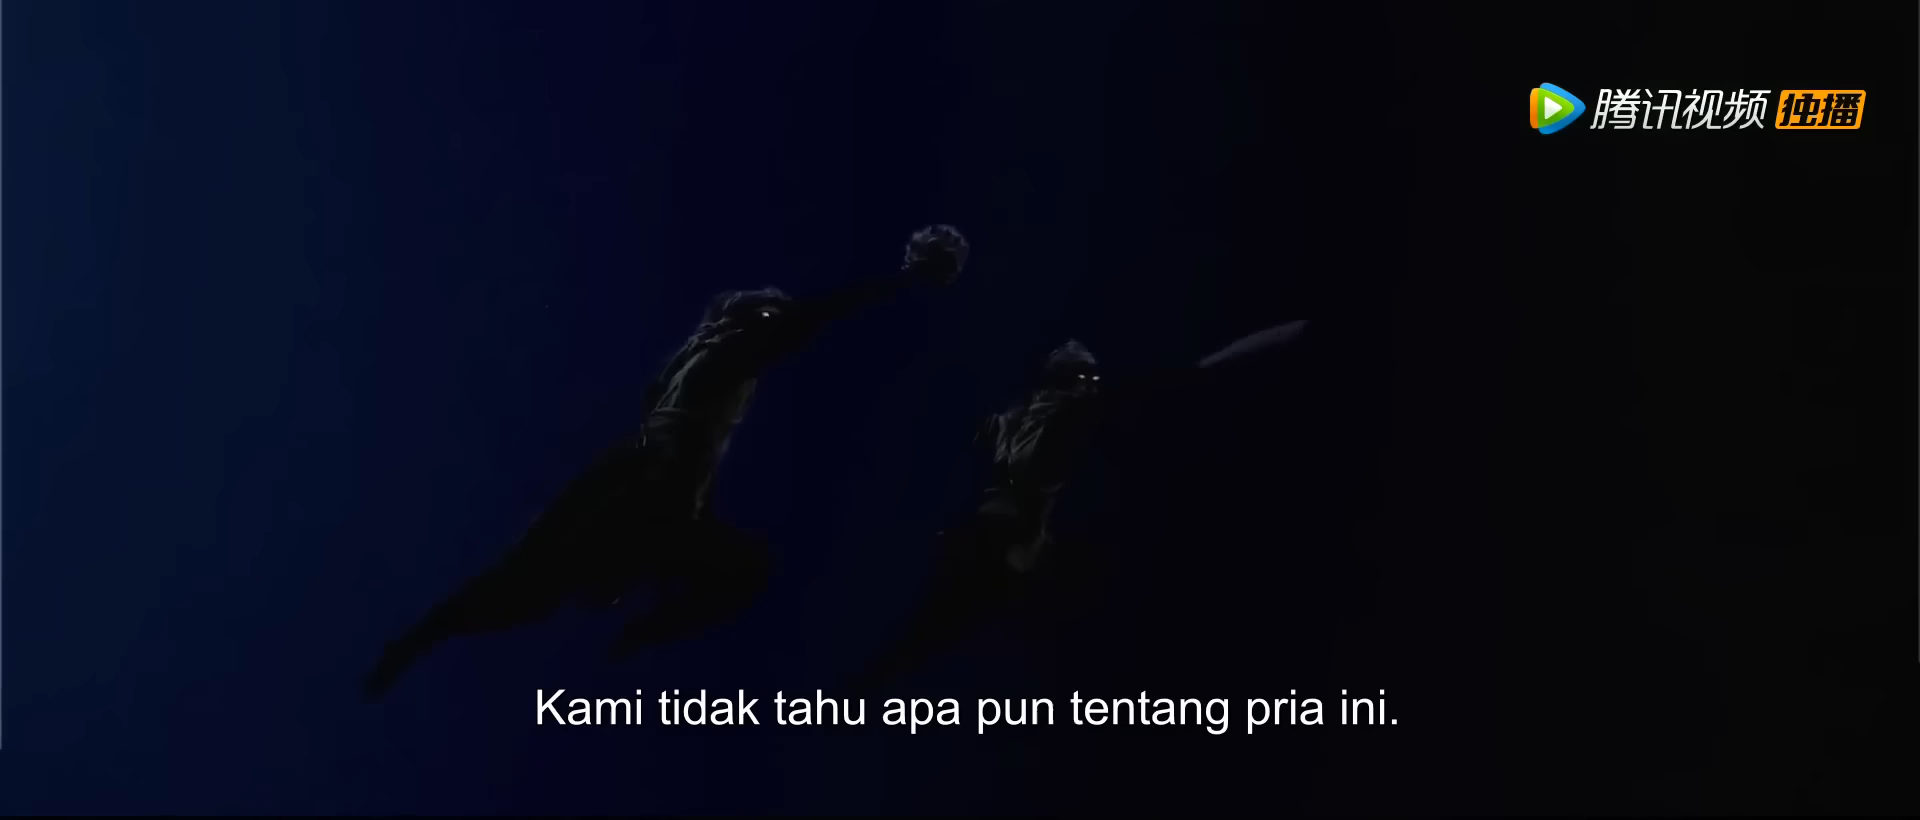 腾讯视频 独播
Kami tidak tahu apa pun tentang pria ini.